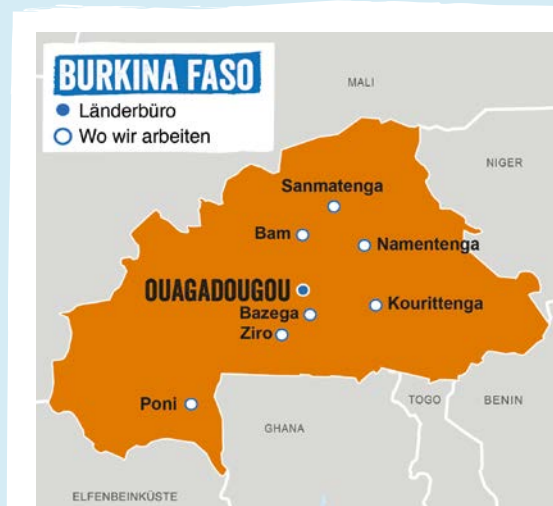 BURKINA FASO
Länderbüro
Wo wir arbeiten
MALI
NIGER
Sanmatenga
Bam
Namentenga
OUAGADOUGOU
Bazega
Kourittenga
Ziro
Poni
GHANA
TOGO
BENIN
ELFENBEINKÜSTE